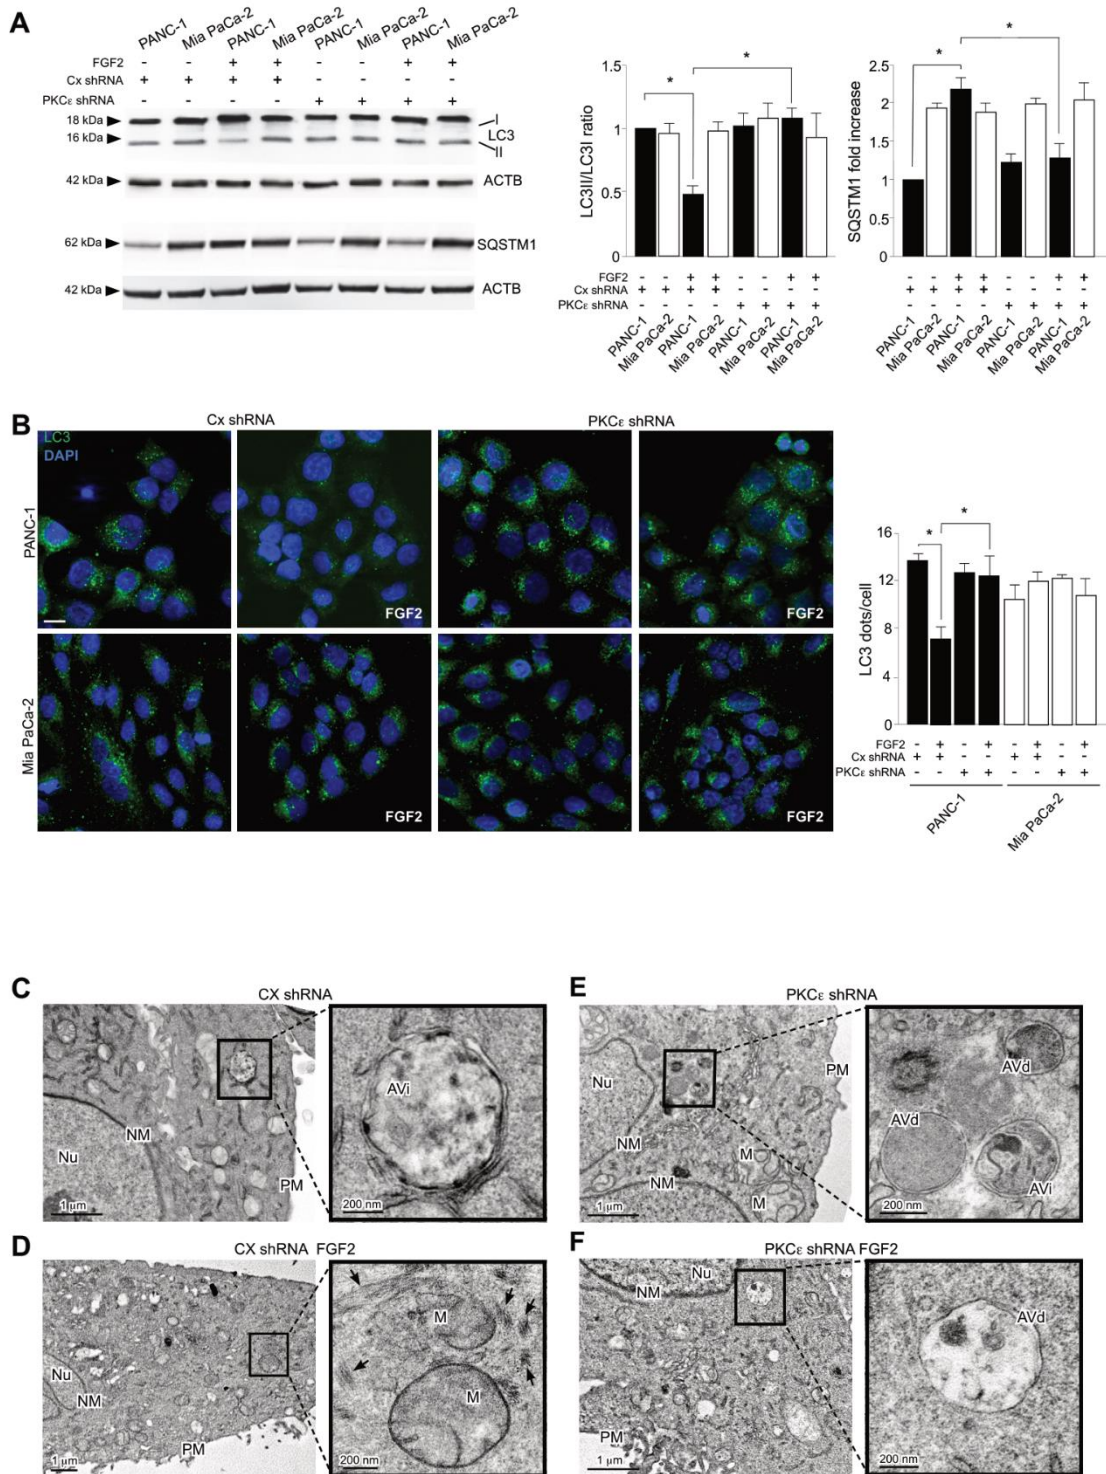 A
PANC-1 Mia PaCa-2 PANC-1 Mia PaCa-2 PANC-1 Mia PaCa-2 PANC-1 Mia PaCa-2
FGF2 - - + + - - + +
Cx shRNA + + + + - - - -
PKCε shRNA - - - - + + + +
18 kDa I
16 kDa LC3
II
42 kDa ACTB
62 kDa SQSTM1
42 kDa ACTB
LC3II/LC3I ratio
1.5
1
0.5
0
* *
FGF2 - - + + - - + +
Cx shRNA + + + + - - - -
PKCε shRNA - - - - + + + +
PANC-1 Mia PaCa-2 PANC-1 Mia PaCa-2 PANC-1 Mia PaCa-2 PANC-1 Mia PaCa-2
SQSTM1 fold increase
2.5
2
1.5
1
0.5
0
* *
- - + + - - + +
+ + + + - - - -
- - - - + + + +
PANC-1 Mia PaCa-2 PANC-1 Mia PaCa-2 PANC-1 Mia PaCa-2 PANC-1 Mia PaCa-2
B
Cx shRNA PKCε shRNA
LC3
DAPI
PANC-1
FGF2 FGF2
Mia PaCa-2
FGF2 FGF2
LC3 dots/cell
16
12
8
4
0
* *
FGF2 - + - + - + - +
Cx shRNA + + - - + + - -
PKCε shRNA - - + + - - + +
PANC-1 Mia PaCa-2
C
CX shRNA
Nu NM PM
1 μm
AVi
200 nm
E
PKCε shRNA
Nu NM NM M M PM
1 μm
AVd
AVd
AVi
200 nm
D
CX shRNA FGF2
Nu
NM
PM
1 μm
M
M
200 nm
F
PKCε shRNA FGF2
Nu
NM
PM
1 μm
AVd
200 nm